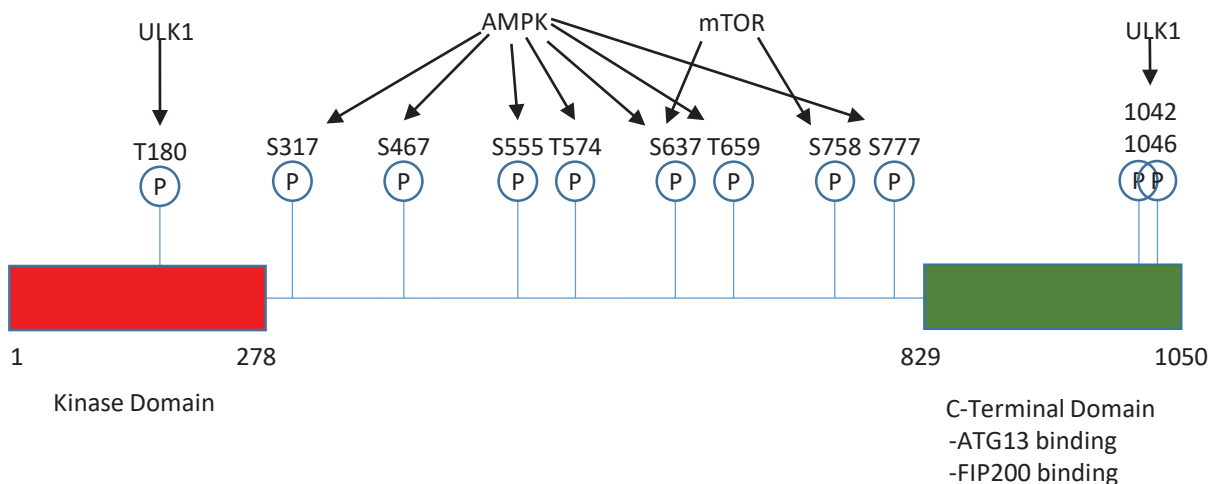 ULK1
AMPK
mTOR
ULK1
1042
T180
S317
S467
S555
T574
S637
T659
S758
S777
1046
P
P
P
P
P
P
P
P
P
P
P
1
278
829
1050
Kinase Domain
C-Terminal Domain
-ATG13 binding
-FIP200 binding